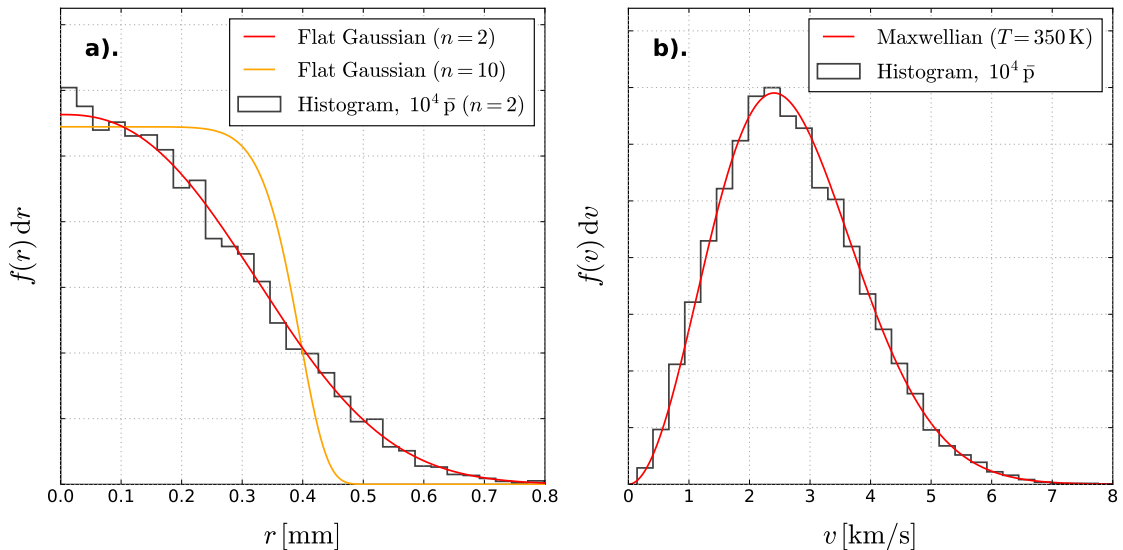 a).
Flat Gaussian (n = 2)
Flat Gaussian (n = 10)
Histogram, 10⁴ p̄ (n = 2)
f(r) dr
0.0 0.1 0.2 0.3 0.4 0.5 0.6 0.7 0.8
r [mm]
b).
Maxwellian (T = 350 K)
Histogram, 10⁴ p̄
f(v) dv
0 1 2 3 4 5 6 7 8
v [km/s]